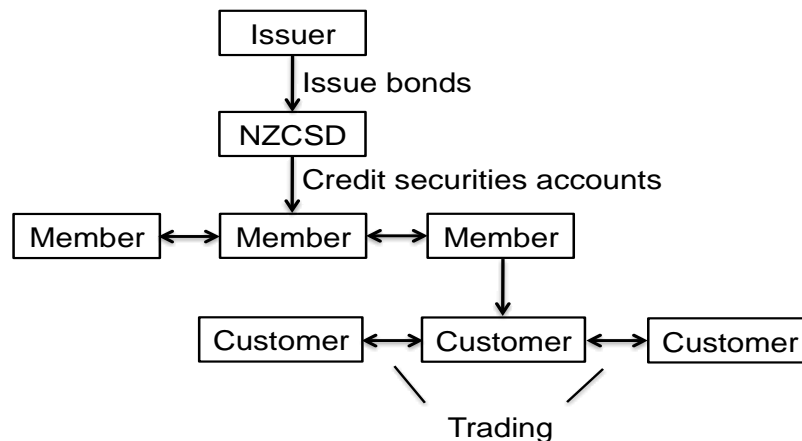 Issuer
Issue bonds
NZCSD
Credit securities accounts
Member Member Member
Customer Customer Customer
Trading